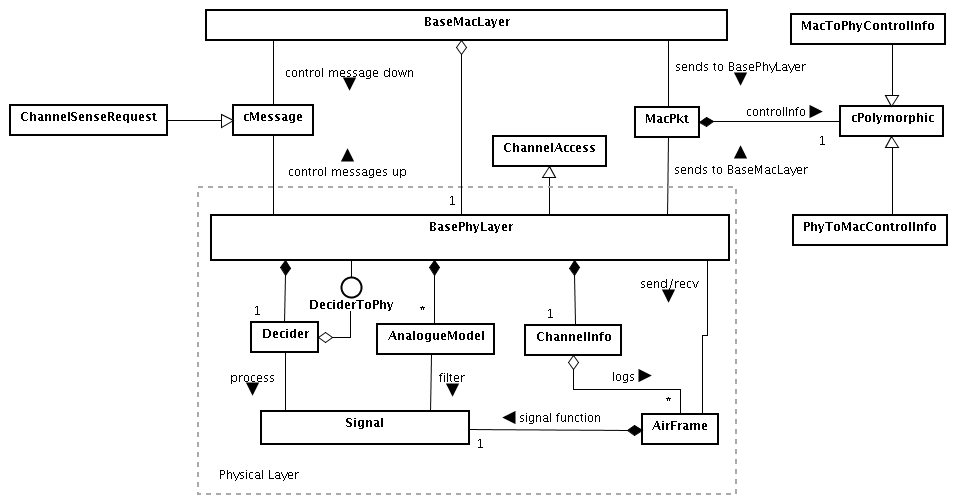 BaseMacLayer
MacToPhyControlInfo
control message down
sends to BasePhyLayer
ChannelSenseRequest
cMessage
MacPkt
controlInfo
1
cPolymorphic
ChannelAccess
control messages up
sends to BaseMacLayer
1
BasePhyLayer
PhyToMacControlInfo
send/recv
DeciderToPhy
1
*
1
Decider
AnalogueModel
ChannelInfo
process
filter
logs
*
Signal
signal function
1
AirFrame
Physical Layer